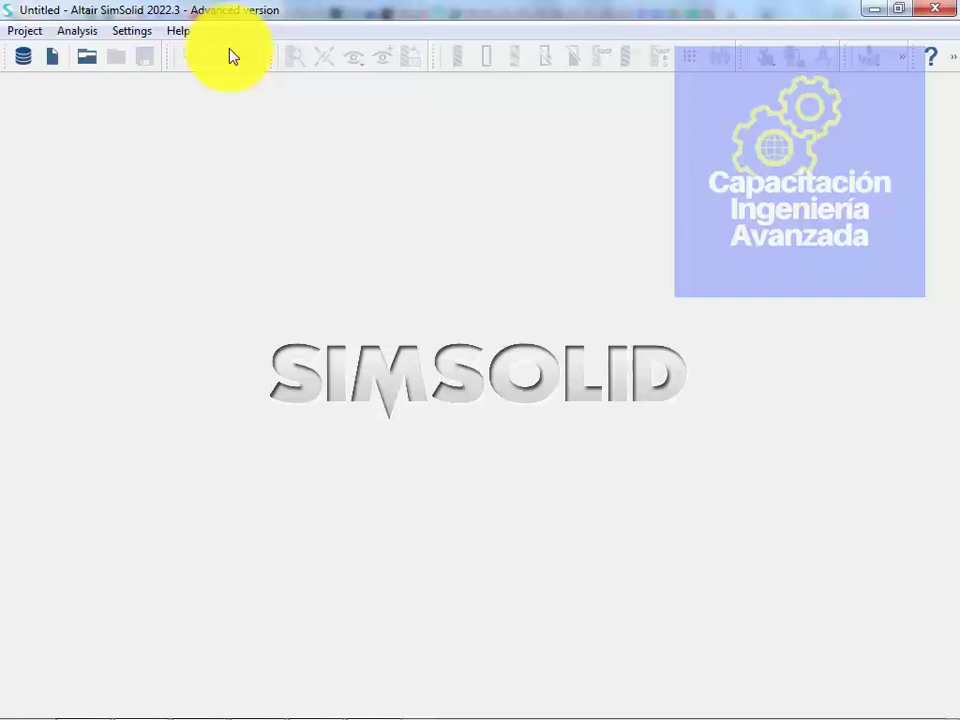 Untitled - Altair SimSolid 2022.3 - Advanced version
Project Analysis Settings Help
Capacitación
Ingeniería
Avanzada
SIMSOLID